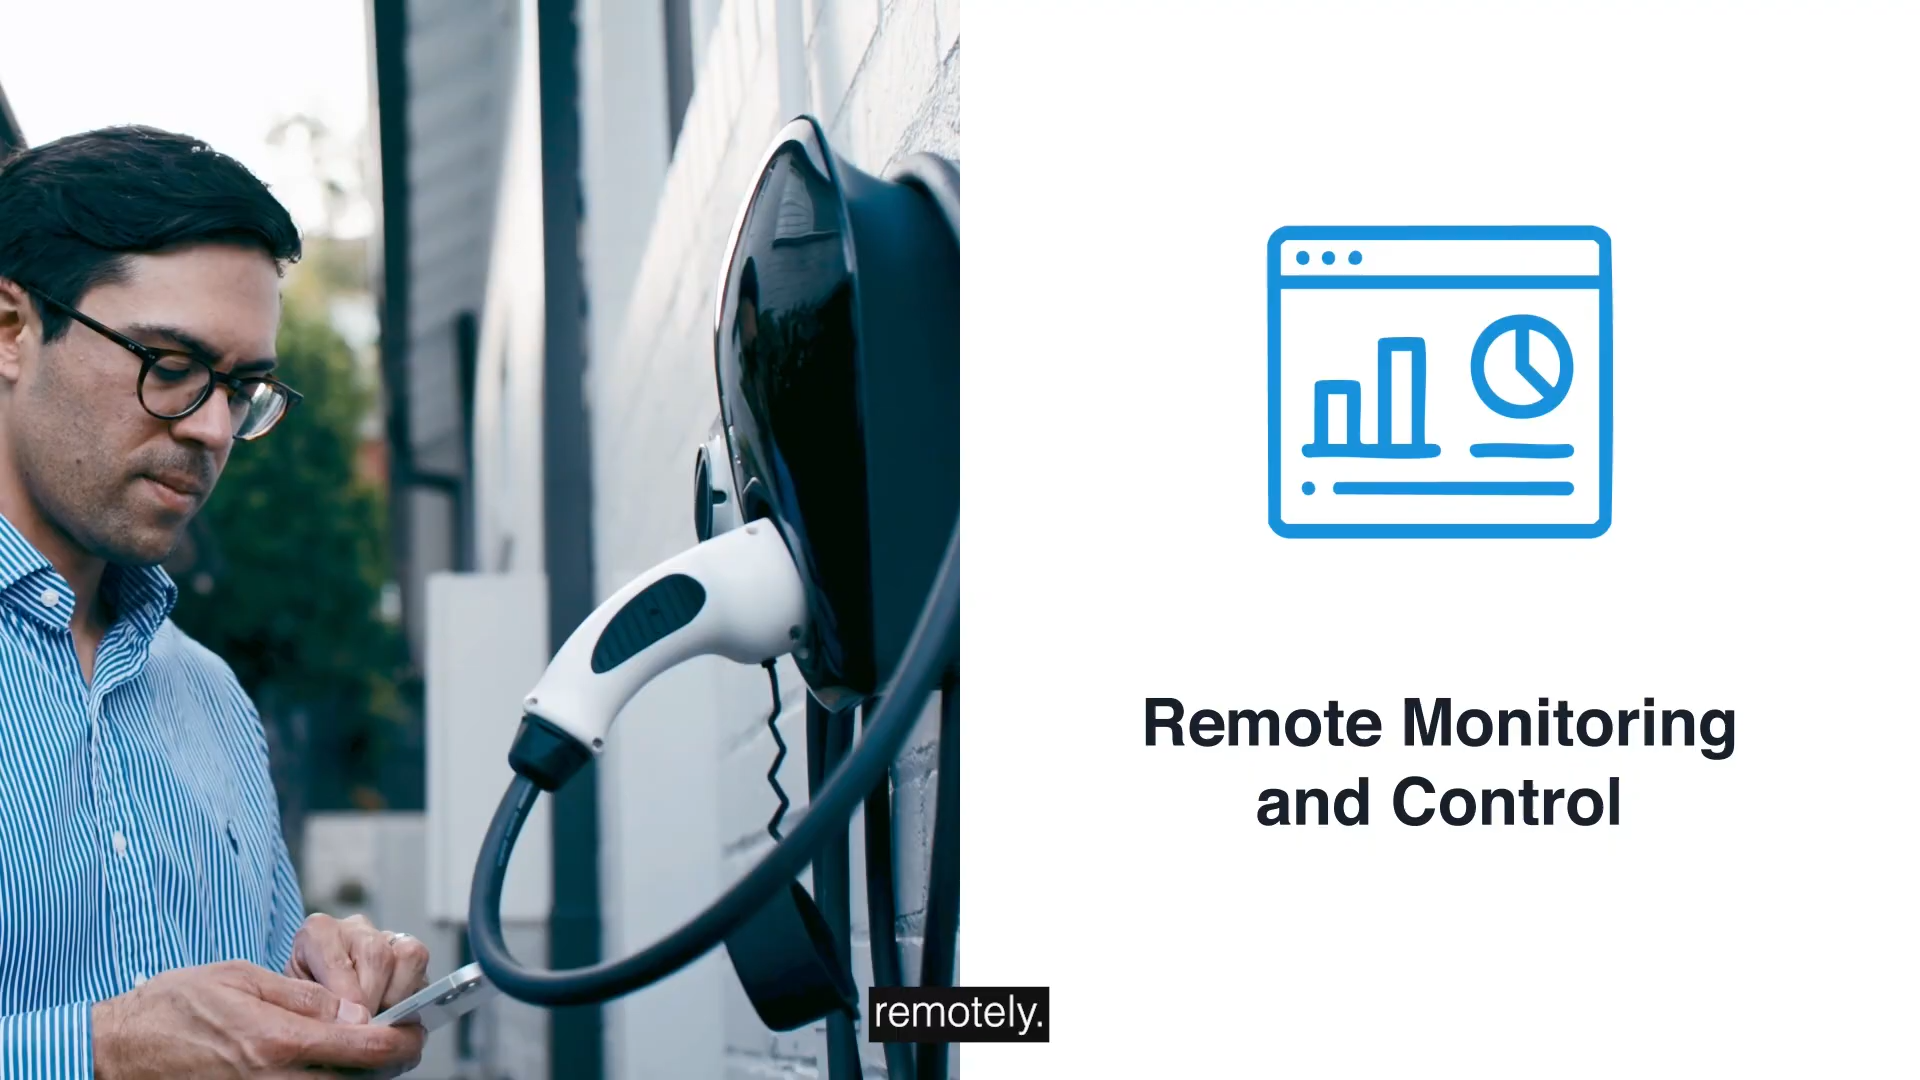 Remote Monitoring
and Control
remotely.